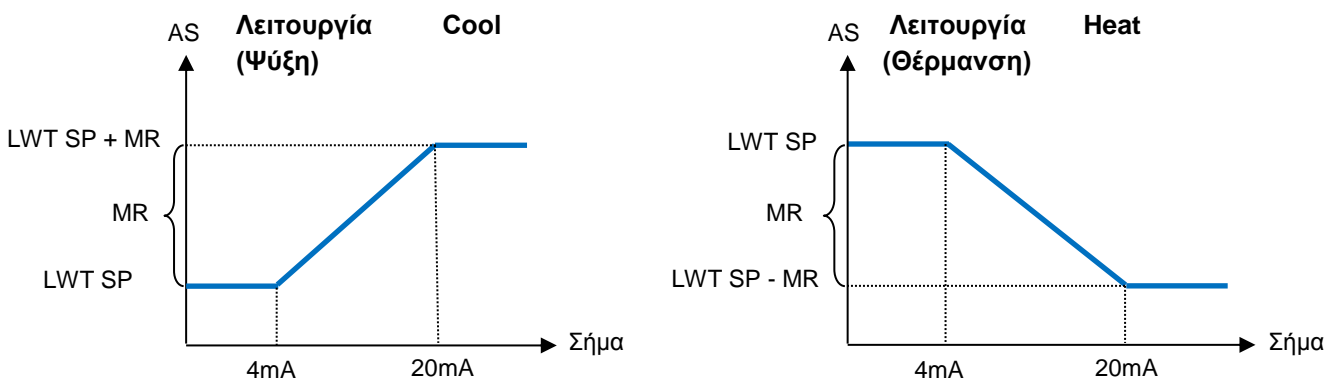 AS
Λειτουργία Cool
(Ψύξη)
LWT SP + MR
MR
LWT SP
4mA
20mA
Σήμα
AS
Λειτουργία Heat
(Θέρμανση)
LWT SP
MR
LWT SP - MR
4mA
20mA
Σήμα